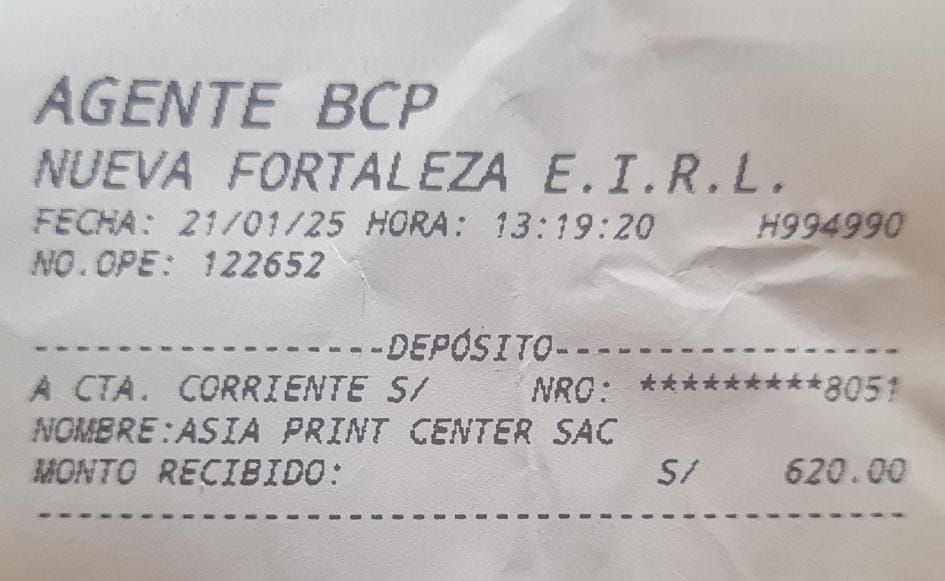 AGENTE BCP
NUEVA FORTALEZA E.I.R.L.
FECHA: 21/01/25 HORA: 13:19:20 H994990
NO.OPE: 122652
-----------------DEPÓSITO-----------------
A CTA. CORRIENTE S/ NRO: *********8051
NOMBRE:ASIA PRINT CENTER SAC
MONTO RECIBIDO: S/ 620.00
------------------------------------------